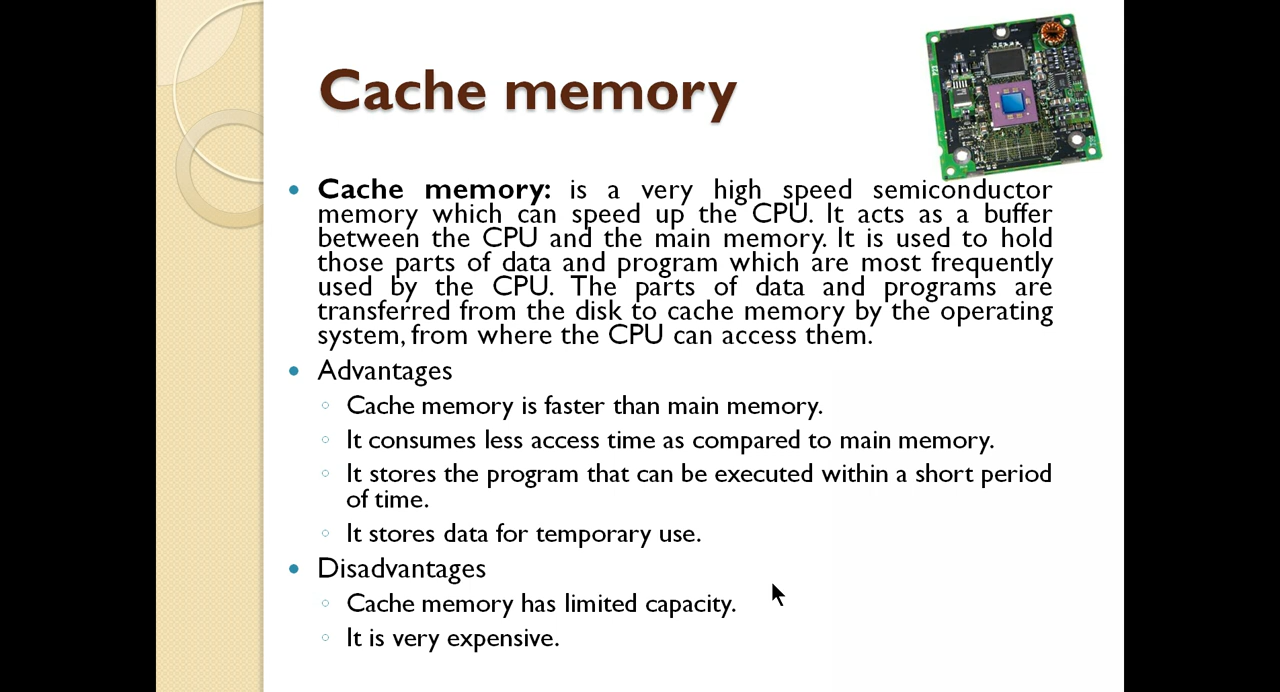 Cache memory
Cache memory: is a very high speed semiconductor
memory which can speed up the CPU. It acts as a buffer
between the CPU and the main memory. It is used to hold
those parts of data and program which are most frequently
used by the CPU. The parts of data and programs are
transferred from the disk to cache memory by the operating
system, from where the CPU can access them.
Advantages
Cache memory is faster than main memory.
It consumes less access time as compared to main memory.
It stores the program that can be executed within a short period
of time.
It stores data for temporary use.
Disadvantages
Cache memory has limited capacity.
It is very expensive.